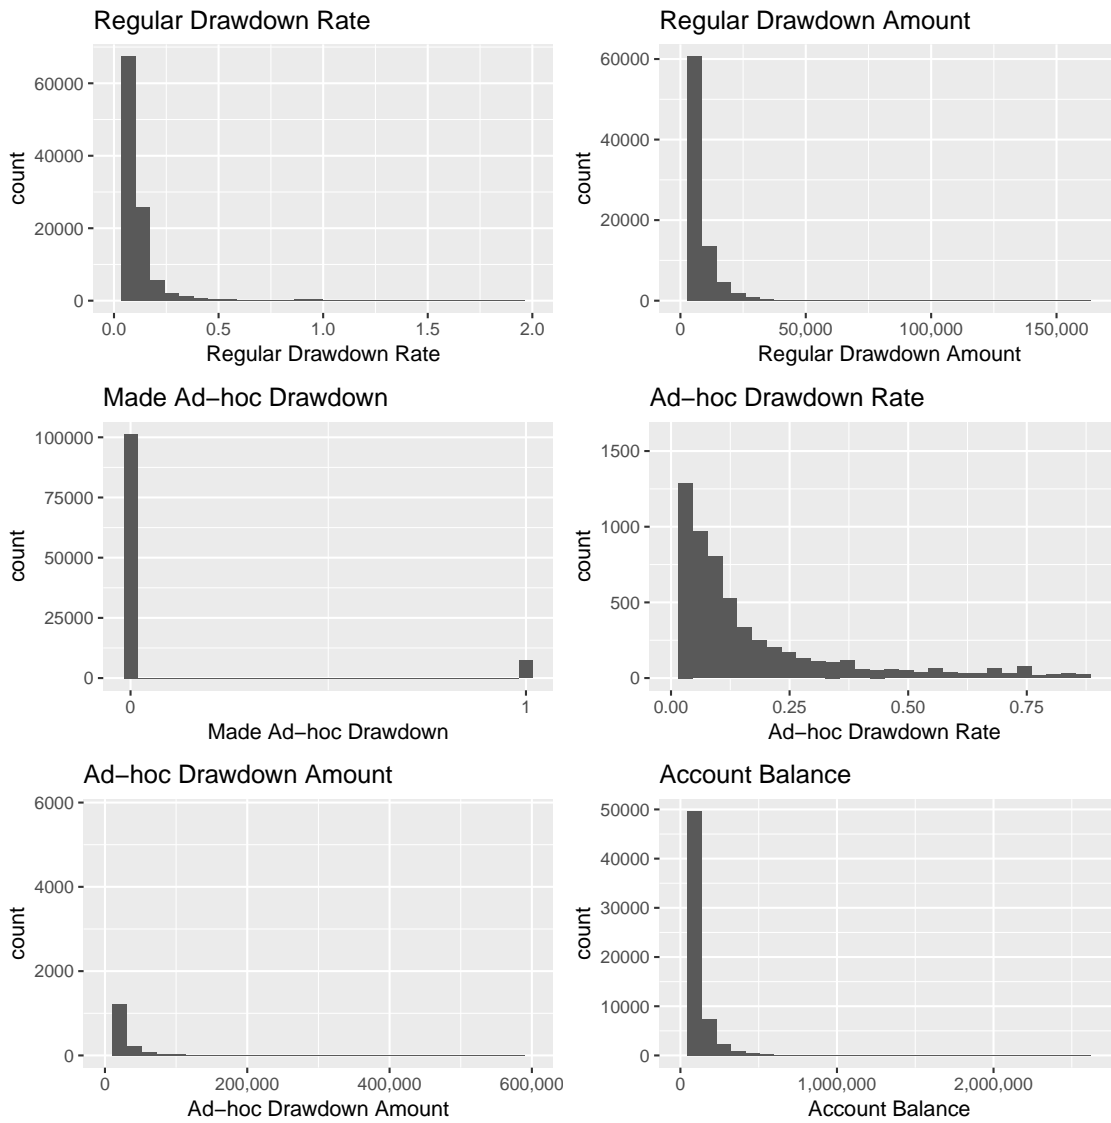 Regular Drawdown Rate
count
60000
40000
20000
0
0.0 0.5 1.0 1.5 2.0
Regular Drawdown Rate
Regular Drawdown Amount
count
60000
40000
20000
0
0 50,000 100,000 150,000
Regular Drawdown Amount
Made Ad−hoc Drawdown
count
100000
75000
50000
25000
0
0 1
Made Ad−hoc Drawdown
Ad−hoc Drawdown Rate
count
1500
1000
500
0
0.00 0.25 0.50 0.75
Ad−hoc Drawdown Rate
Ad−hoc Drawdown Amount
count
6000
4000
2000
0
0 200,000 400,000 600,000
Ad−hoc Drawdown Amount
Account Balance
count
50000
40000
30000
20000
10000
0
0 1,000,000 2,000,000
Account Balance